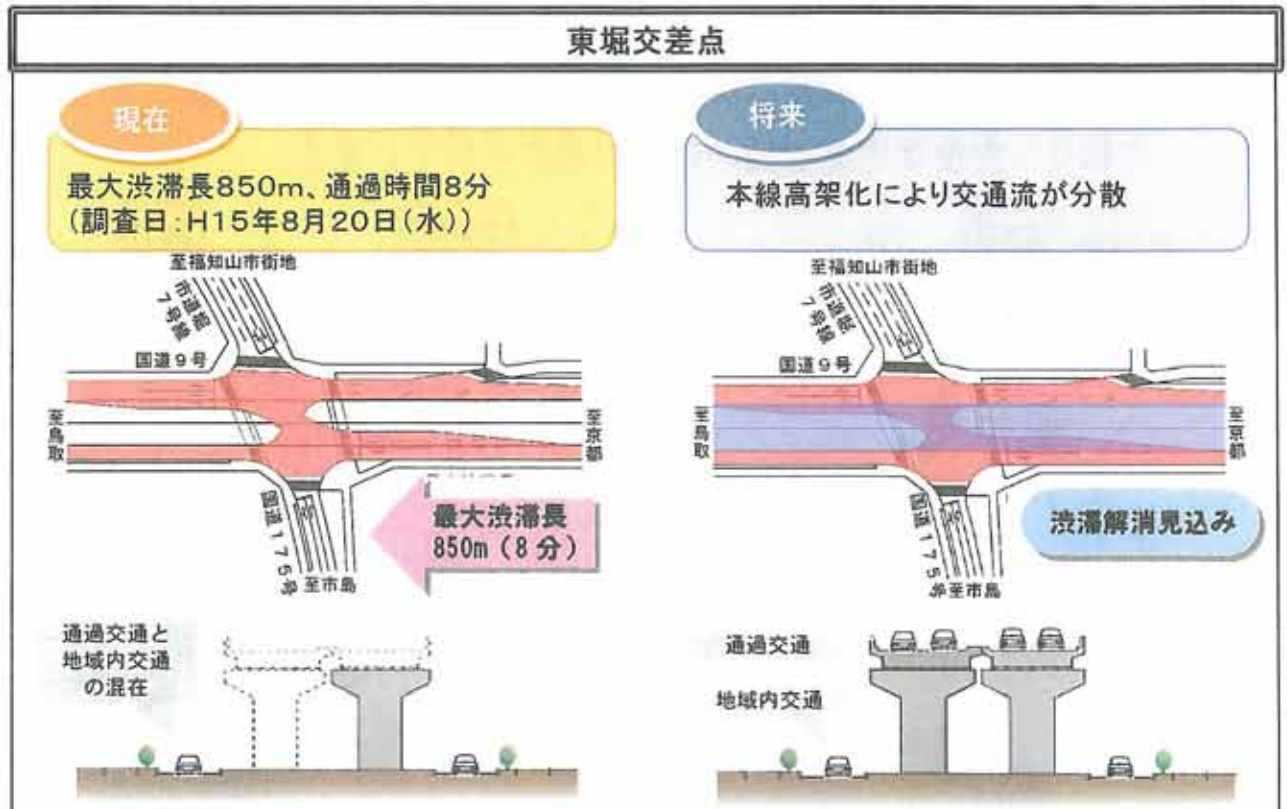 東堀交差点
現在
最大渋滞長850m、通過時間8分
(調査日:H15年8月20日(水))
至福知山市街地
市道堀
7号線
国道9号
至鳥取
至京都
国道175号
至市島
最大渋滞長
850m(8分)
通過交通と
地域内交通
の混在
将来
本線高架化により交通流が分散
至福知山市街地
市道堀
7号線
国道9号
至鳥取
至京都
国道175号
至市島
渋滞解消見込み
通過交通
地域内交通